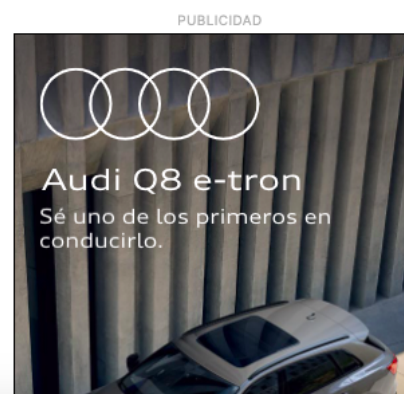 PUBLICIDAD
Audi Q8 e-tron
Sé uno de los primeros en
conducirlo.